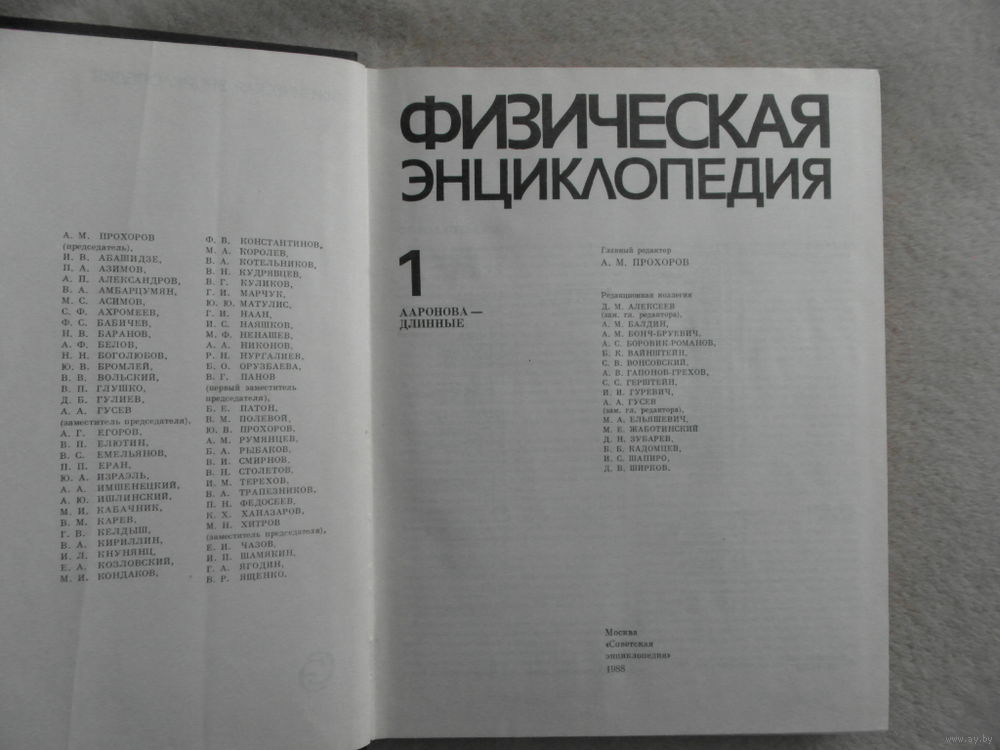 А. М. ПРОХОРОВ
(председатель),
И. В. АБАШИДЗЕ,
П. А. АЗИМОВ,
А. П. АЛЕКСАНДРОВ,
В. А. АМБАРЦУМЯН,
М. С. АСИМОВ,
С. Ф. АХРОМЕЕВ,
Ф. С. БАБИЧЕВ,
Н. В. БАРАНОВ,
А. Ф. БЕЛОВ,
Н. Н. БОГОЛЮБОВ,
Ю. В. БРОМЛЕЙ,
В. В. ВОЛЬСКИЙ,
В. П. ГЛУШКО,
Д. Б. ГУЛИЕВ,
А. А. ГУСЕВ
(заместитель председателя),
А. Г. ЕГОРОВ,
В. П. ЕЛЮТИН,
В. С. ЕМЕЛЬЯНОВ,
П. П. ЕРАН,
Ю. А. ИЗРАЭЛЬ,
А. А. ИМШЕНЕЦКИЙ,
А. Ю. ИШЛИНСКИЙ,
М. И. КАБАЧНИК,
В. М. КАРЕВ,
Г. В. КЕЛДЫШ,
В. А. КИРИЛЛИН,
И. Л. КНУНЯНЦ,
Е. А. КОЗЛОВСКИЙ,
М. И. КОНДАКОВ,
Ф. В. КОНСТАНТИНОВ,
М. А. КОРОЛЕВ,
В. А. КОТЕЛЬНИКОВ,
В. Н. КУДРЯВЦЕВ,
В. Г. КУЛИКОВ,
Г. И. МАРЧУК,
Ю. Ю. МАТУЛИС,
Г. И. НААН,
И. С. НАЯШКОВ,
М. Ф. НЕНАШЕВ,
А. А. НИКОНОВ,
Р. Н. НУРГАЛИЕВ,
Б. О. ОРУЗБАЕВА,
В. Г. ПАНОВ
(первый заместитель
председателя),
Б. Е. ПАТОН,
В. М. ПОЛЕВОЙ,
Ю. В. ПРОХОРОВ,
А. М. РУМЯНЦЕВ,
Б. А. РЫБАКОВ,
В. И. СМИРНОВ,
В. Н. СТОЛЕТОВ,
И. М. ТЕРЕХОВ,
В. А. ТРАПЕЗНИКОВ,
П. Н. ФЕДОСЕЕВ,
К. Х. ХАНАЗАРОВ,
М. Н. ХИТРОВ
(заместитель председателя),
Е. И. ЧАЗОВ,
И. П. ШАМЯКИН,
Г. А. ЯГОДИН,
В. Р. ЯЩЕНКО.
ФИЗИЧЕСКАЯ
ЭНЦИКЛОПЕДИЯ
1
ААРОНОВА —
ДЛИННЫЕ
Главный редактор
А. М. ПРОХОРОВ
Редакционная коллегия
Д. М. АЛЕКСЕЕВ
(зам. гл. редактора),
А. М. БАЛДИН,
А. М. БОНЧ-БРУЕВИЧ,
А. С. БОРОВИК-РОМАНОВ,
Б. К. ВАЙНШТЕЙН,
С. В. ВОНСОВСКИЙ,
А. В. ГАПОНОВ-ГРЕХОВ,
С. С. ГЕРШТЕЙН,
И. И. ГУРЕВИЧ,
А. А. ГУСЕВ
(зам. гл. редактора),
М. А. ЕЛЬЯШЕВИЧ,
М. Е. ЖАБОТИНСКИЙ
Д. Н. ЗУБАРЕВ,
Б. Б. КАДОМЦЕВ,
И. С. ШАПИРО,
Д. В. ШИРКОВ.
Москва
«Советская
энциклопедия»
1988
www.ay.by